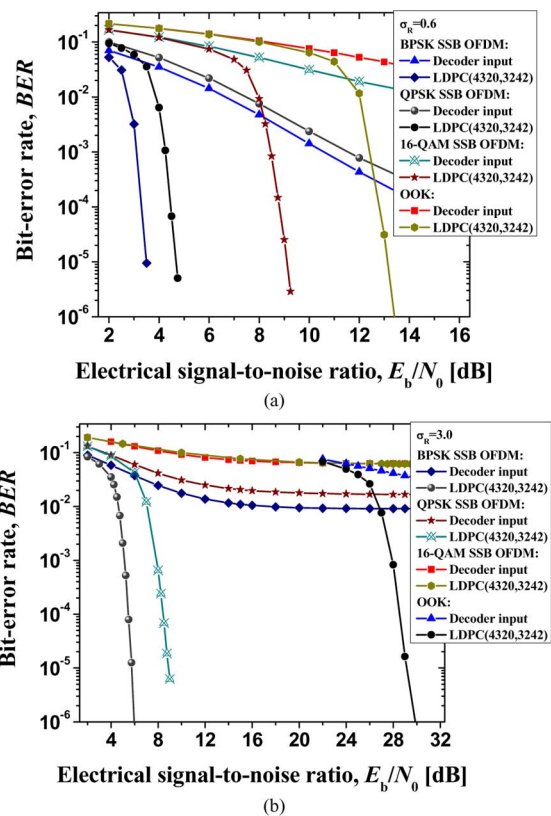 σR=0.6
BPSK SSB OFDM:
Decoder input
LDPC(4320,3242)
QPSK SSB OFDM:
Decoder input
LDPC(4320,3242)
16-QAM SSB OFDM:
Decoder input
LDPC(4320,3242)
OOK:
Decoder input
LDPC(4320,3242)
Bit-error rate, BER
10^-1
10^-2
10^-3
10^-4
10^-5
10^-6
2 4 6 8 10 12 14 16
Electrical signal-to-noise ratio, Eb/N0 [dB]
(a)
σR=3.0
BPSK SSB OFDM:
Decoder input
LDPC(4320,3242)
QPSK SSB OFDM:
Decoder input
LDPC(4320,3242)
16-QAM SSB OFDM:
Decoder input
LDPC(4320,3242)
OOK:
Decoder input
LDPC(4320,3242)
Bit-error rate, BER
10^-1
10^-2
10^-3
10^-4
10^-5
10^-6
4 8 12 16 20 24 28 32
Electrical signal-to-noise ratio, Eb/N0 [dB]
(b)